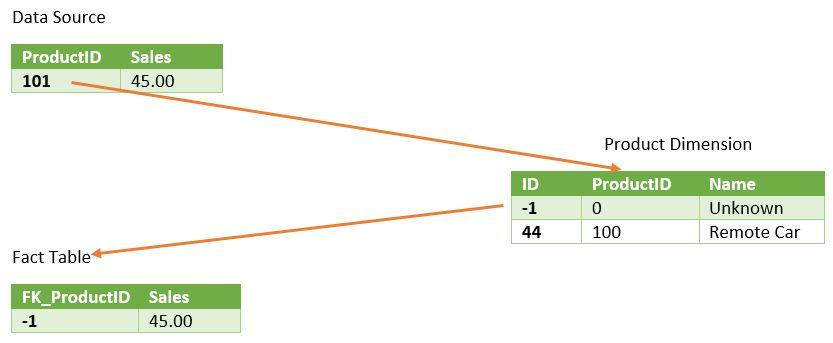 Data Source
ProductID Sales
101 45.00
Product Dimension
ID ProductID Name
-1 0 Unknown
44 100 Remote Car
Fact Table
FK_ProductID Sales
-1 45.00